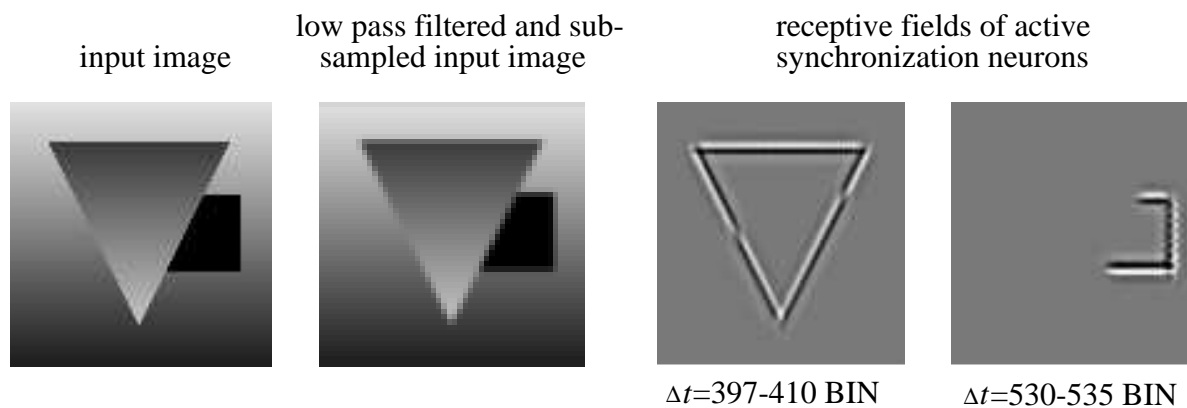 input image
low pass filtered and sub-
sampled input image
receptive fields of active
synchronization neurons
Δt=397-410 BIN
Δt=530-535 BIN